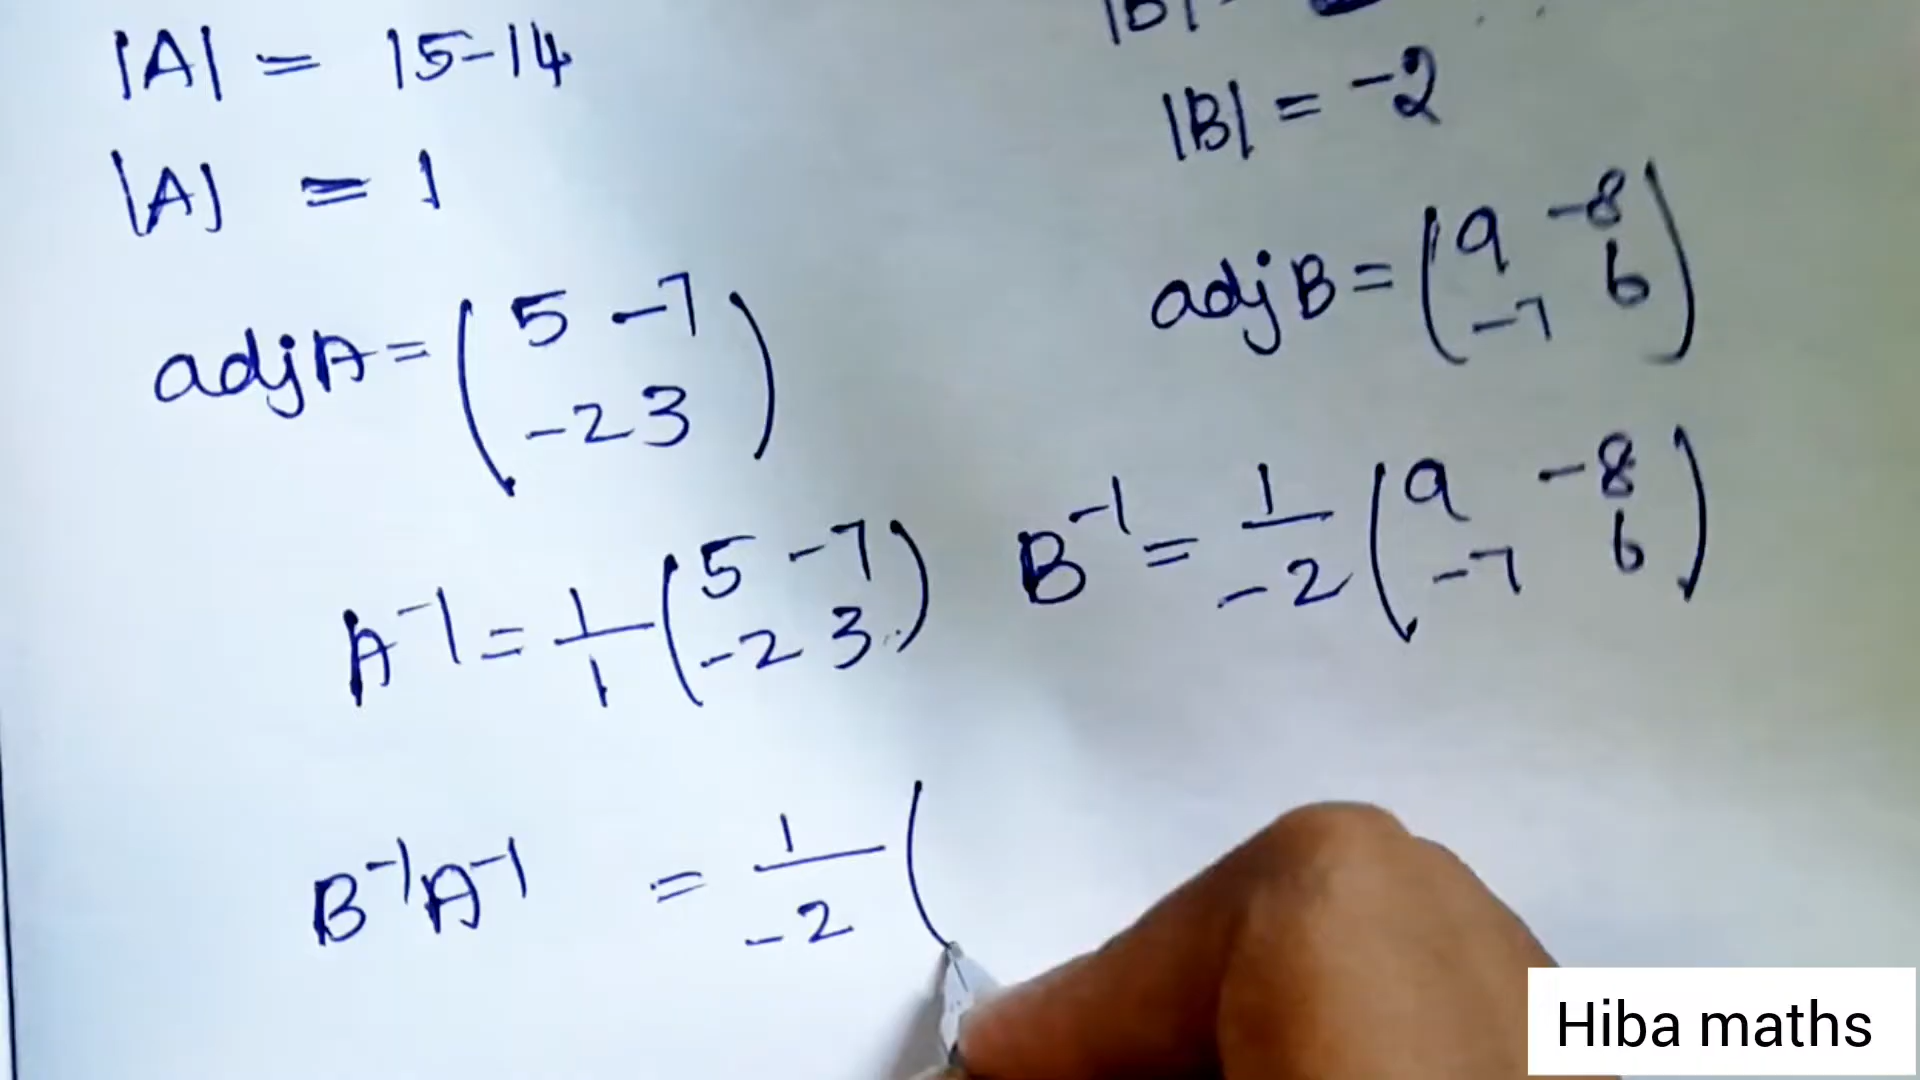 |A| = 15-14
|B|
|B| = -2
|A| = 1
adj A = ( 5 -7
-2 3 )
adj B = ( 9 -8
-7 6 )
A⁻¹ = 1/1 ( 5 -7
-2 3 )
B⁻¹ = 1/-2 ( 9 -8
-7 6 )
B⁻¹A⁻¹ = 1/-2 (
Hiba maths